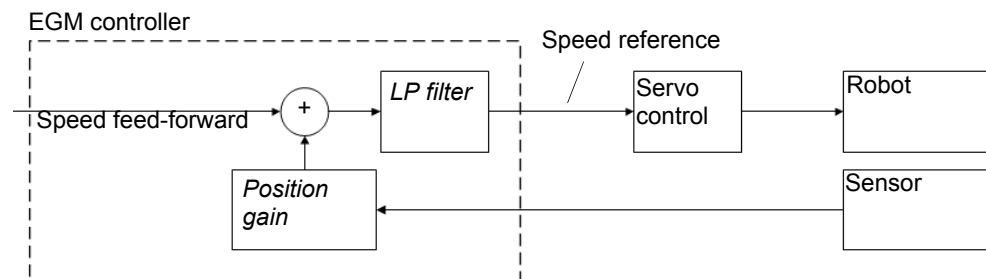 EGM controller
Speed reference
LP filter
Servo
control
Robot
+
Speed feed-forward
Position
gain
Sensor